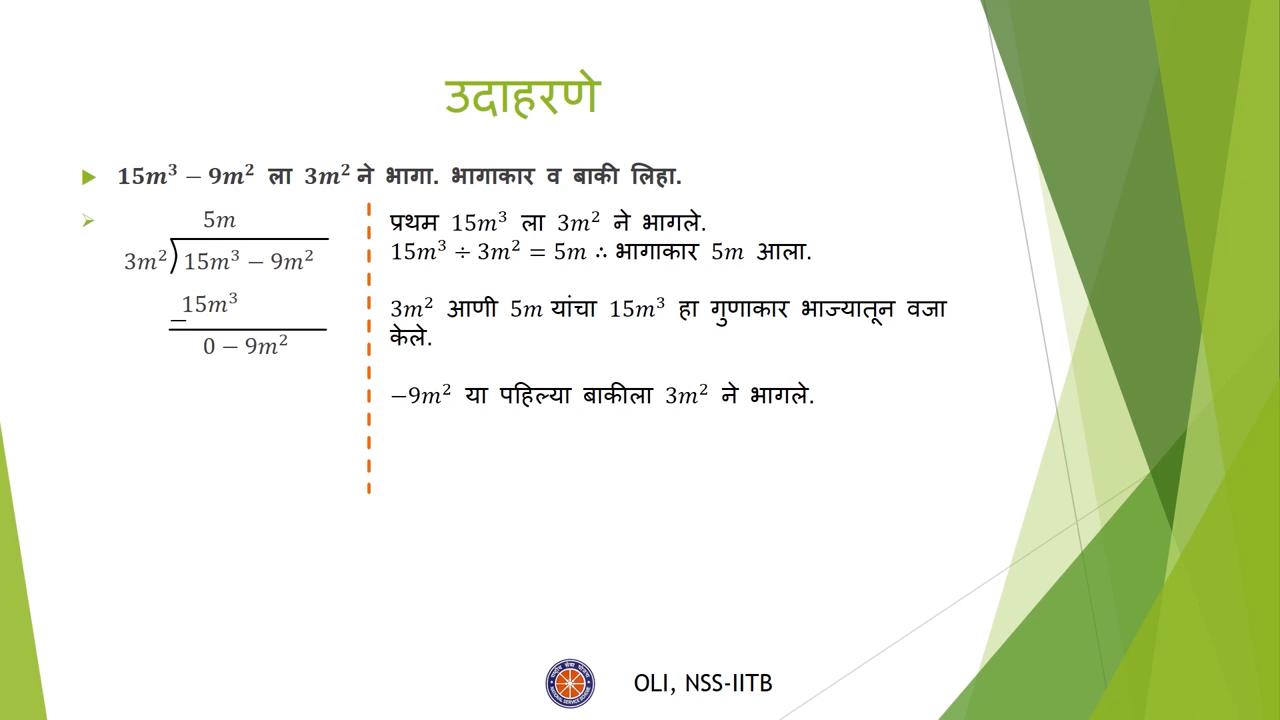 उदाहरणे
15m³ − 9m² ला 3m² ने भागा. भागाकार व बाकी लिहा.
5m
3m² ) 15m³ − 9m²
15m³
−
0 − 9m²
प्रथम 15m³ ला 3m² ने भागले.
15m³ ÷ 3m² = 5m ∴ भागाकार 5m आला.
3m² आणी 5m यांचा 15m³ हा गुणाकार भाज्यातून वजा
केले.
−9m² या पहिल्या बाकीला 3m² ने भागले.
OLI, NSS-IITB